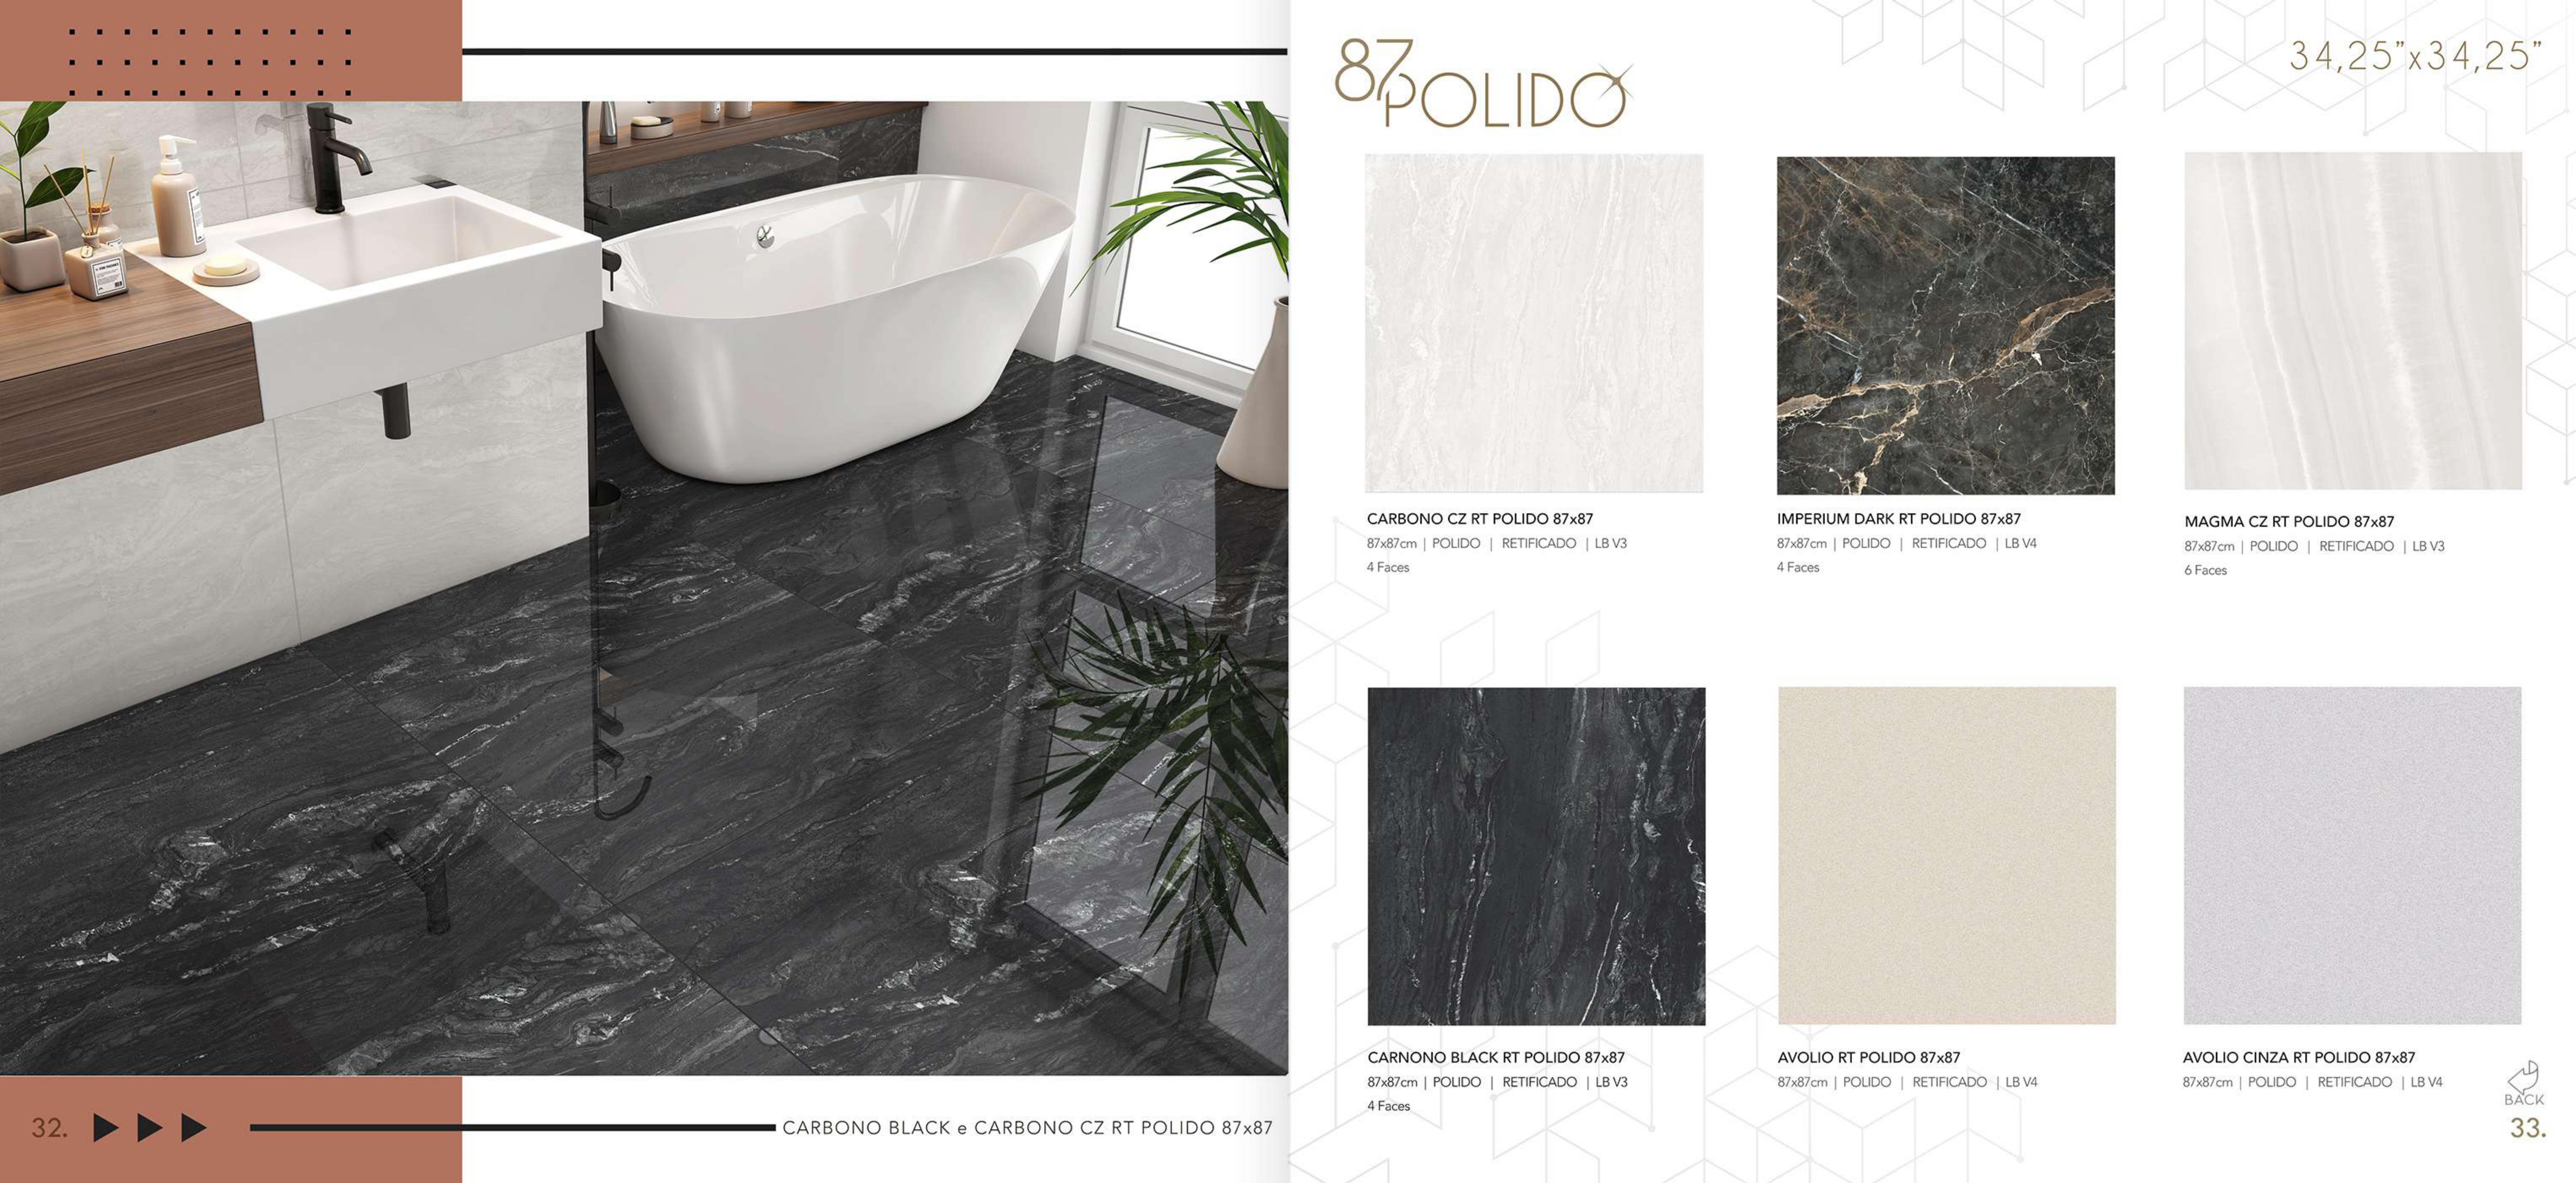 32.
CARBONO BLACK e CARBONO CZ RT POLIDO 87x87
87
POLIDO
34,25”x34,25”
CARBONO CZ RT POLIDO 87x87
87x87cm | POLIDO | RETIFICADO | LB V3
4 Faces
IMPERIUM DARK RT POLIDO 87x87
87x87cm | POLIDO | RETIFICADO | LB V4
4 Faces
MAGMA CZ RT POLIDO 87x87
87x87cm | POLIDO | RETIFICADO | LB V3
6 Faces
CARNONO BLACK RT POLIDO 87x87
87x87cm | POLIDO | RETIFICADO | LB V3
4 Faces
AVOLIO RT POLIDO 87x87
87x87cm | POLIDO | RETIFICADO | LB V4
AVOLIO CINZA RT POLIDO 87x87
87x87cm | POLIDO | RETIFICADO | LB V4
BACK
33.